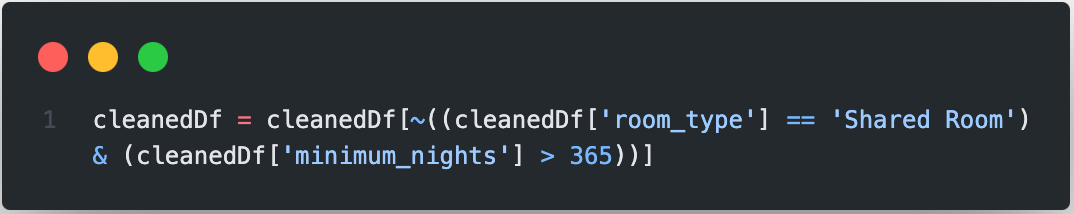 1 cleanedDf = cleanedDf[~((cleanedDf['room_type'] == 'Shared Room')
& (cleanedDf['minimum_nights'] > 365))]